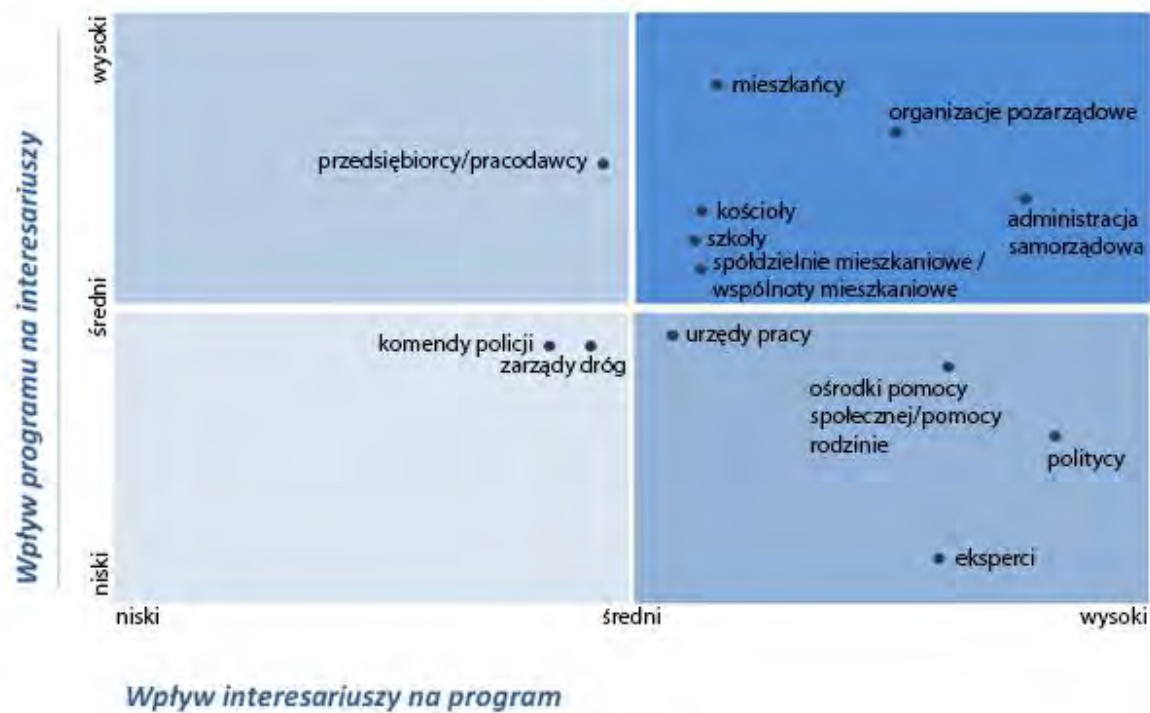 wysoki
mieszkańcy
organizacje pozarządowe
przedsiębiorcy/pracodawcy
kościoły
szkoły
administracja
samorządowa
spółdzielnie mieszkaniowe /
wspólnoty mieszkaniowe
średni
Wpływ programu na interesariuszy
komendy policji
zarządy dróg
urzędy pracy
ośrodki pomocy
społecznej/pomocy
rodzinie
politycy
eksperci
niski
niski
średni
wysoki
Wpływ interesariuszy na program